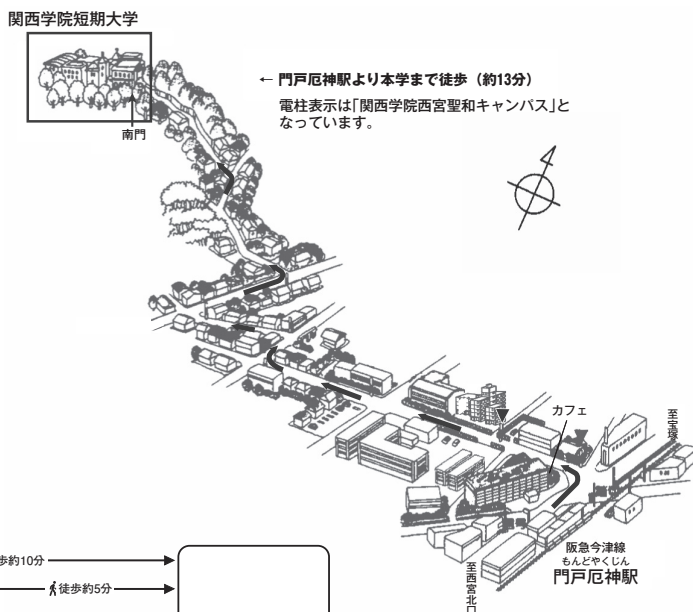 関西学院短期大学
← 門戸厄神駅より本学まで徒歩（約13分）
電柱表示は｢関西学院西宮聖和キャンパス｣と
なっています。
南門
カフェ
至宝塚
阪急今津線
もんどやくじん
門戸厄神駅
至西宮北口
歩約10分
徒歩約5分